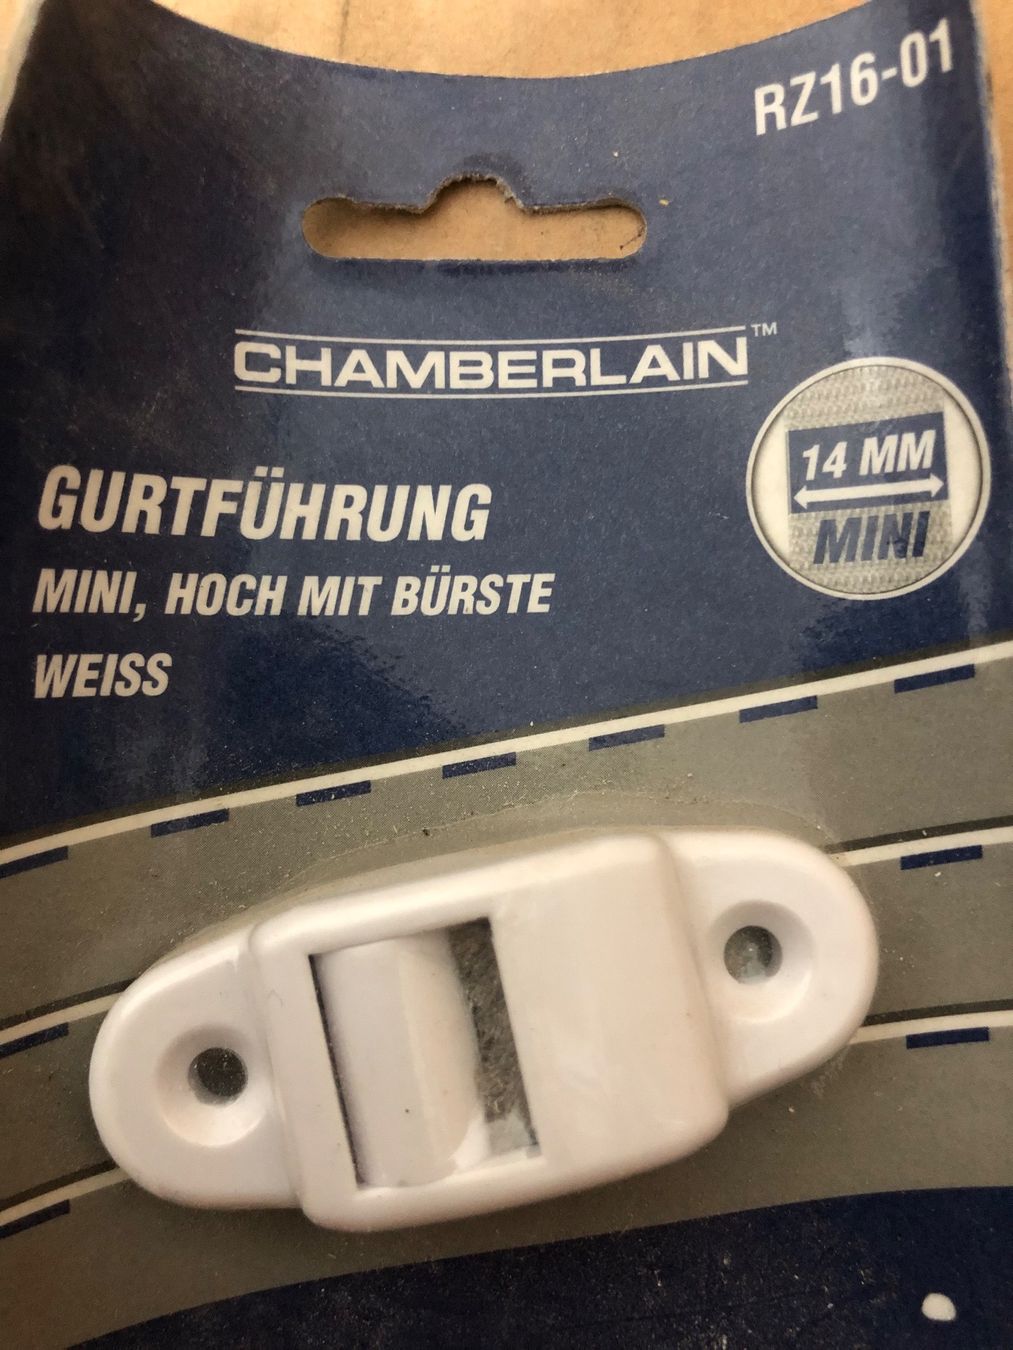 RZ16-01
CHAMBERLAIN™
14 MM
MINI
GURTFÜHRUNG
MINI, HOCH MIT BÜRSTE
WEISS